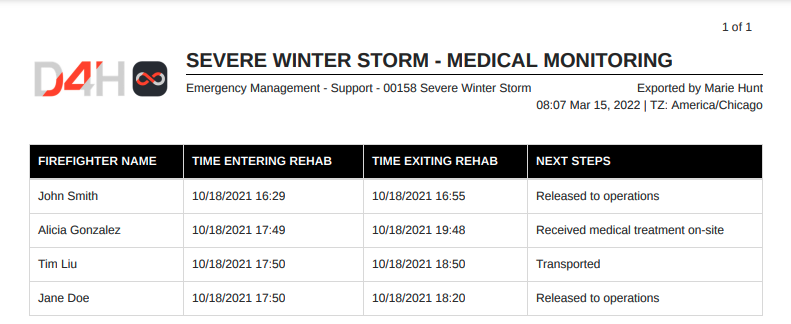 1 of 1
D4H
SEVERE WINTER STORM - MEDICAL MONITORING
Emergency Management - Support - 00158 Severe Winter Storm Exported by Marie Hunt
08:07 Mar 15, 2022 | TZ: America/Chicago
FIREFIGHTER NAME TIME ENTERING REHAB TIME EXITING REHAB NEXT STEPS
John Smith 10/18/2021 16:29 10/18/2021 16:55 Released to operations
Alicia Gonzalez 10/18/2021 17:49 10/18/2021 19:48 Received medical treatment on-site
Tim Liu 10/18/2021 17:50 10/18/2021 18:50 Transported
Jane Doe 10/18/2021 17:50 10/18/2021 18:20 Released to operations